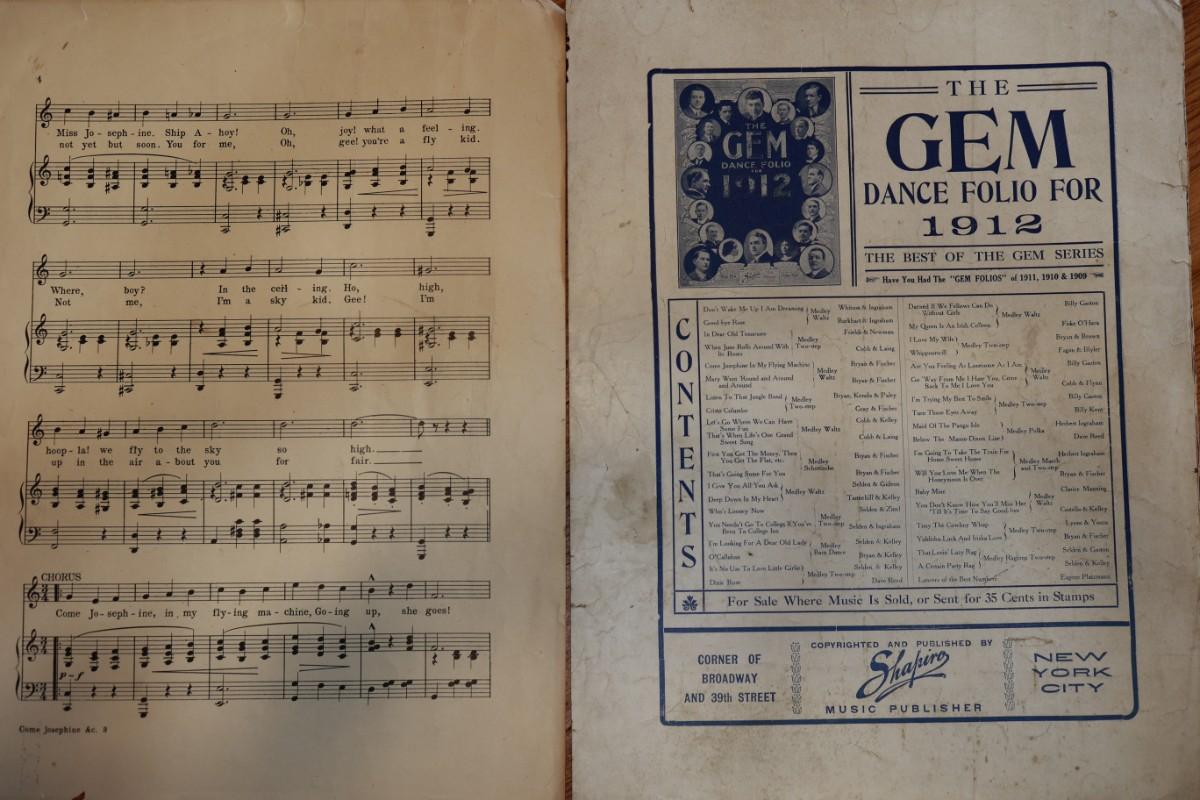 4
Miss Jo - seph - ine. Ship A - hoy! Oh, joy! what a feel - ing.
not yet but soon. You for me, Oh, gee! you're a fly kid.
Where, boy? In the ceil - ing. Ho, high,
Not me, I'm a sky kid. Gee! I'm
hoop - la! we fly to the sky so high.
up in the air a - bout you for fair.
CHORUS
Come Jo - seph - ine, in my fly - ing ma - chine, Go - ing up, she goes!
p-f
Come Josephine &c. 3
THE
GEM
DANCE FOLIO
FOR
1912
THE
GEM
DANCE FOLIO FOR
1912
THE BEST OF THE GEM SERIES
Have You Had The "GEM FOLIOS" of 1911, 1910 & 1909
CONTENTS
Don't Wake Me Up I Am Dreaming
Good-bye Rose
Medley Waltz
Whitson & Ingraham
Burkhart & Ingraham
In Dear Old Tennessee
When June Rolls Around With Its Roses
Medley Two-step
Fields & Newman
Cobb & Laing
Come Josephine In My Flying Machine
Mary Went Round and Around and Around
Medley Waltz
Bryan & Fischer
Bryan & Fischer
Listen To That Jungle Band
Cristo Colombo
Medley Two-step
Gray & Fischer
Let's Go Where We Can Have Some Fun
That's When Life's One Grand Sweet Song
Medley Waltz
Cobb & Kelley
Cobb & Laing
First You Get The Money, Then You Get The Flat, etc.
That's Going Some For You
Medley Schottische
Bryan & Fischer
Bryan & Fischer
I Give You All You Ask
Deep Down In My Heart
Medley Waltz
Selden & Gideon
Tannehill & Kelley
Who's Looney Now
You Needn't Go To College If You've Been To College Inn
Medley Two-step
Selden & Ingraham
I'm Looking For A Dear Old Lady
O'Callahan
Medley Barn Dance
Selden & Kelley
Bryan & Kelley
It's No Use To Love Little Girlie
Dixie Rose
Medley Two-step
Selden & Kelley
Dave Reed
Darned If We Fellows Can Do Without Girls
My Queen Is An Irish Colleen
Medley Waltz
Billy Gaston
Fiske O'Hara
I Love My Wife
Whippoorwill
Medley Two-step
Bryan & Brown
Are You Feeling As Lonesome As I Am
Go 'Way From Me I Hate You, Come Back To Me I Love You
Medley Waltz
Billy Gaston
Cobb & Flynn
I'm Trying My Best To Smile
Turn Those Eyes Away
Medley Two-step
Billy Gaston
Billy Kent
Maid Of The Pango Isle
Below The Mason-Dixon Line
Medley Polka
Herbert Ingraham
Dave Reed
I'm Going To Take The Train For Home Sweet Home
Will You Love Me When The Honeymoon Is Over
Medley March and Two-step
Herbert Ingraham
Bryan & Fischer
Baby Mine
You Don't Know How You'll Miss Her 'Till It's Time To Say Good-bye
Medley Waltz
Clarice Manning
Costello & Kelley
Tony The Cowboy Whop
Yiddisha Luck And Irisha Love
Medley Two-step
Lyons & Yosco
Bryan & Fischer
That Lovin' Lazy Rag
A Certain Party Rag
Medley Ragtime Two-step
Selden & Gaston
Selden & Kelley
Lancers of the Best Numbers
Eugene Platzmann
For Sale Where Music Is Sold, or Sent for 35 Cents in Stamps
CORNER OF
BROADWAY
AND 39th STREET
COPYRIGHTED AND PUBLISHED BY
Shapiro
MUSIC PUBLISHER
NEW
YORK
CITY